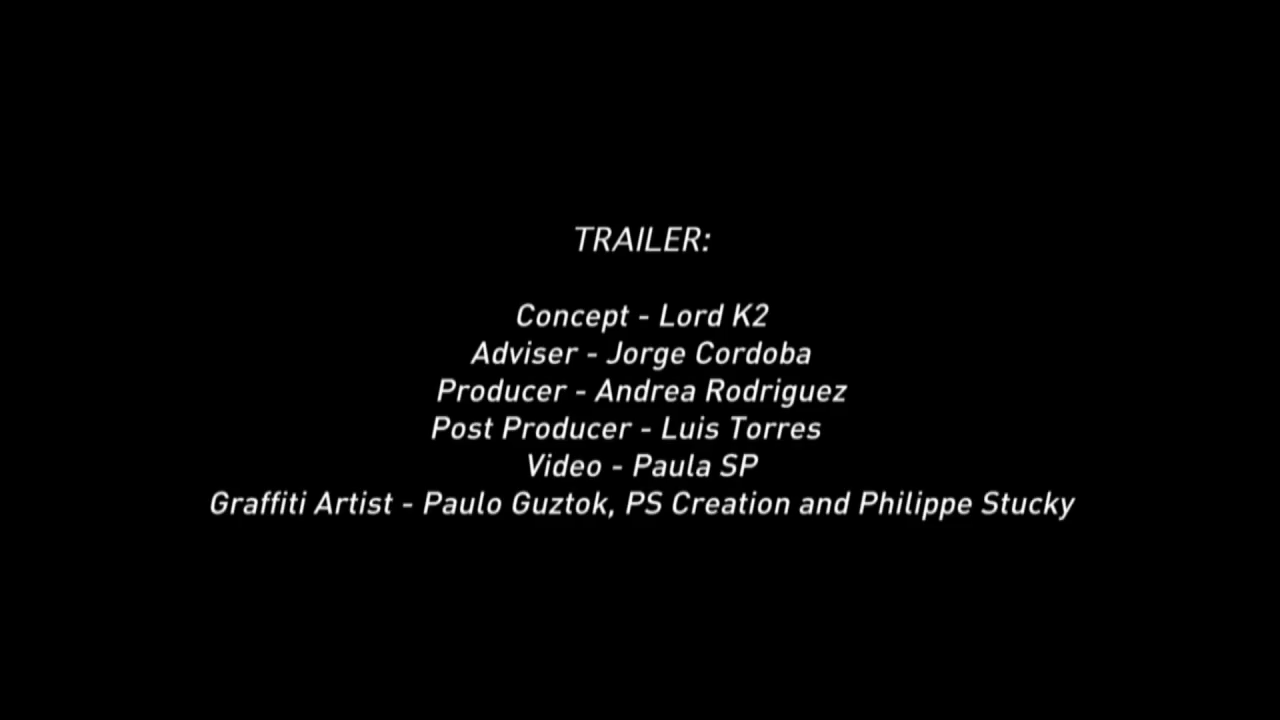 TRAILER:
Concept - Lord K2
Adviser - Jorge Cordoba
Producer - Andrea Rodriguez
Post Producer - Luis Torres
Video - Paula SP
Graffiti Artist - Paulo Guztok, PS Creation and Philippe Stucky